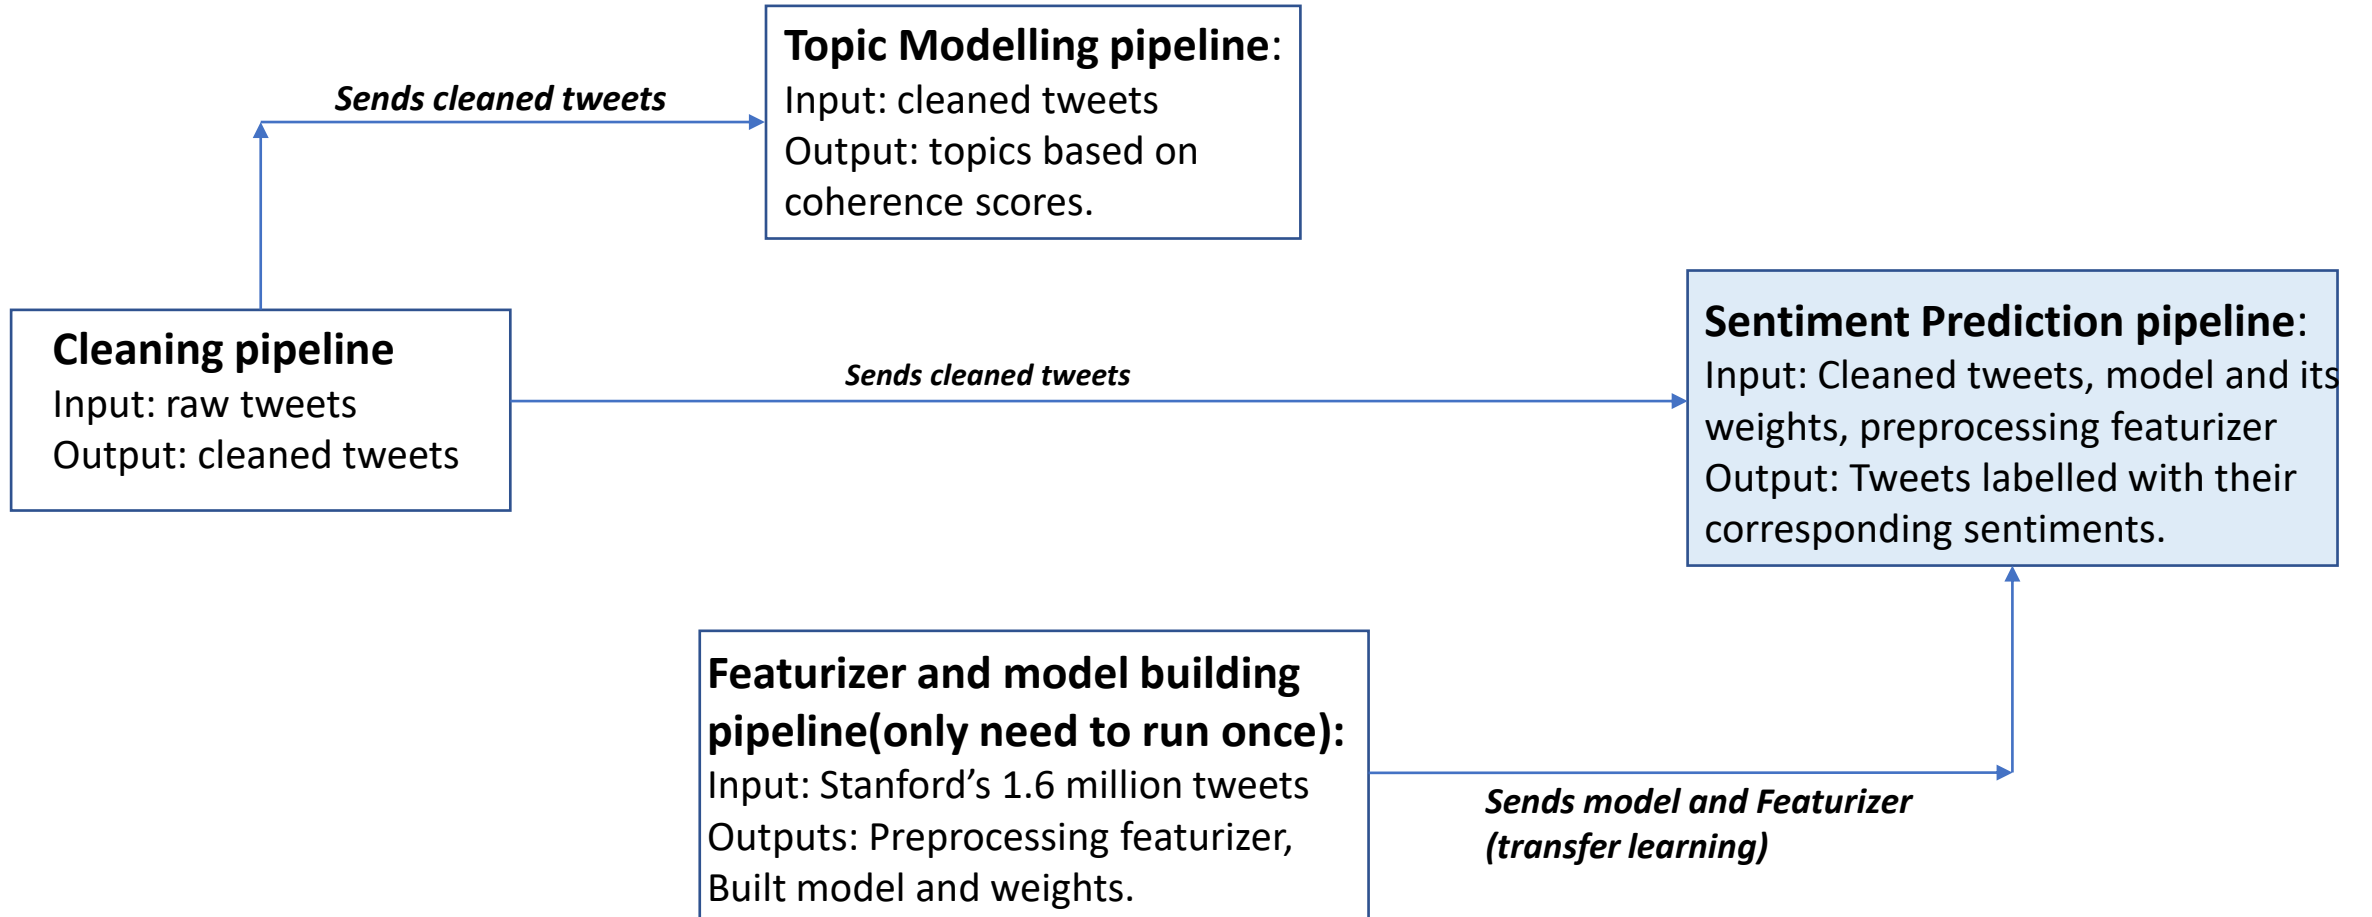 Topic Modelling pipeline:
Input: cleaned tweets
Output: topics based on
coherence scores.
Sends cleaned tweets
Cleaning pipeline
Input: raw tweets
Output: cleaned tweets
Sends cleaned tweets
Sentiment Prediction pipeline:
Input: Cleaned tweets, model and its
weights, preprocessing featurizer
Output: Tweets labelled with their
corresponding sentiments.
Featurizer and model building
pipeline(only need to run once):
Input: Stanford’s 1.6 million tweets
Outputs: Preprocessing featurizer,
Built model and weights.
Sends model and Featurizer
(transfer learning)